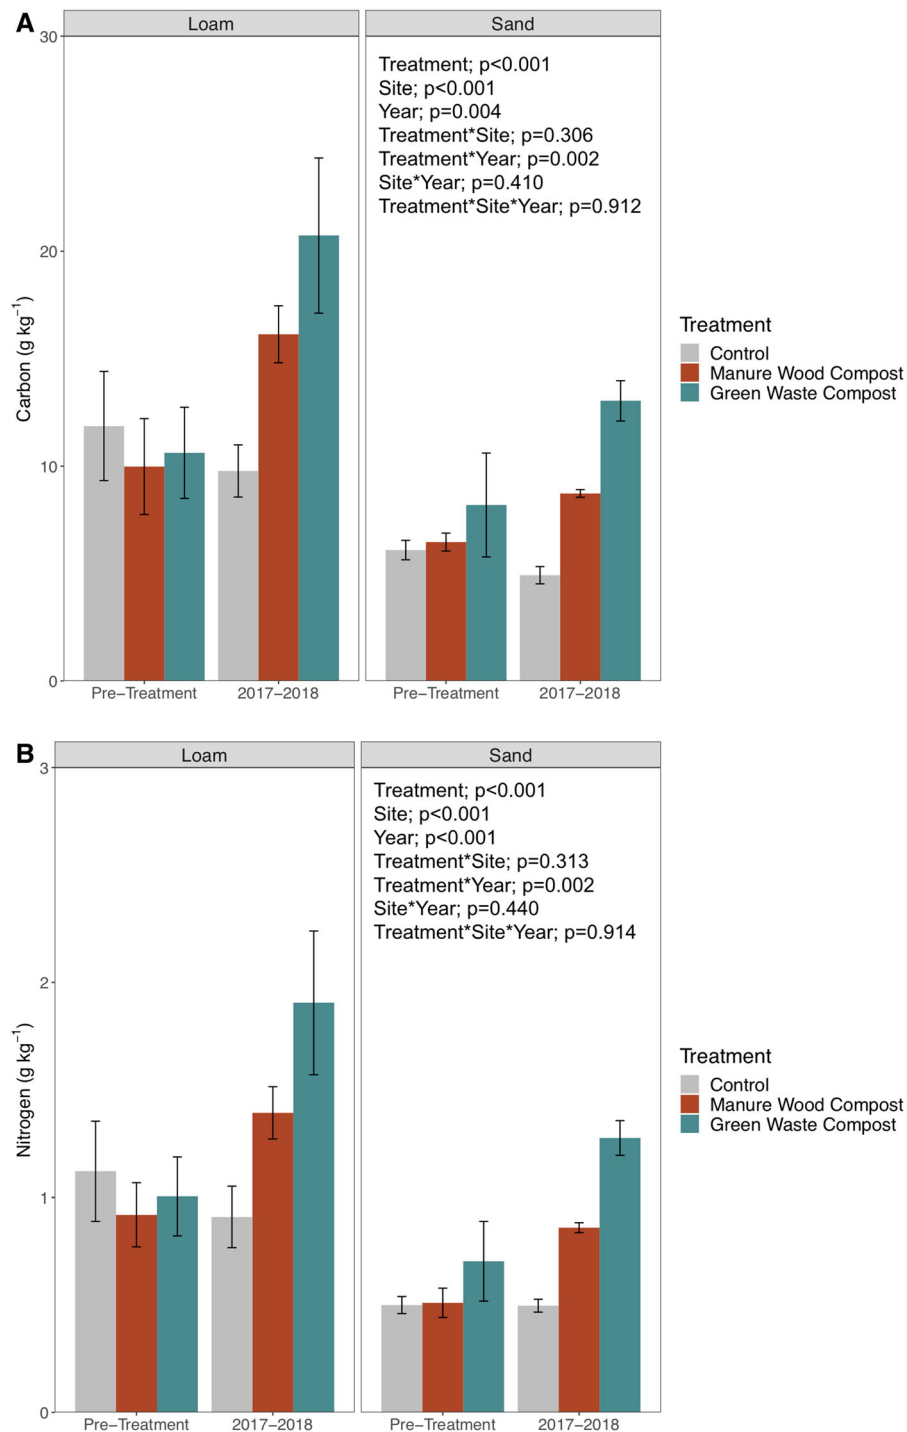 A
Loam
Sand
30
20
10
0
Carbon (g kg⁻¹)
Treatment; p<0.001
Site; p<0.001
Year; p=0.004
Treatment*Site; p=0.306
Treatment*Year; p=0.002
Site*Year; p=0.410
Treatment*Site*Year; p=0.912
Pre−Treatment
2017−2018
Pre−Treatment
2017−2018
Treatment
Control
Manure Wood Compost
Green Waste Compost
B
Loam
Sand
3
2
1
0
Nitrogen (g kg⁻¹)
Treatment; p<0.001
Site; p<0.001
Year; p<0.001
Treatment*Site; p=0.313
Treatment*Year; p=0.002
Site*Year; p=0.440
Treatment*Site*Year; p=0.914
Pre−Treatment
2017−2018
Pre−Treatment
2017−2018
Treatment
Control
Manure Wood Compost
Green Waste Compost